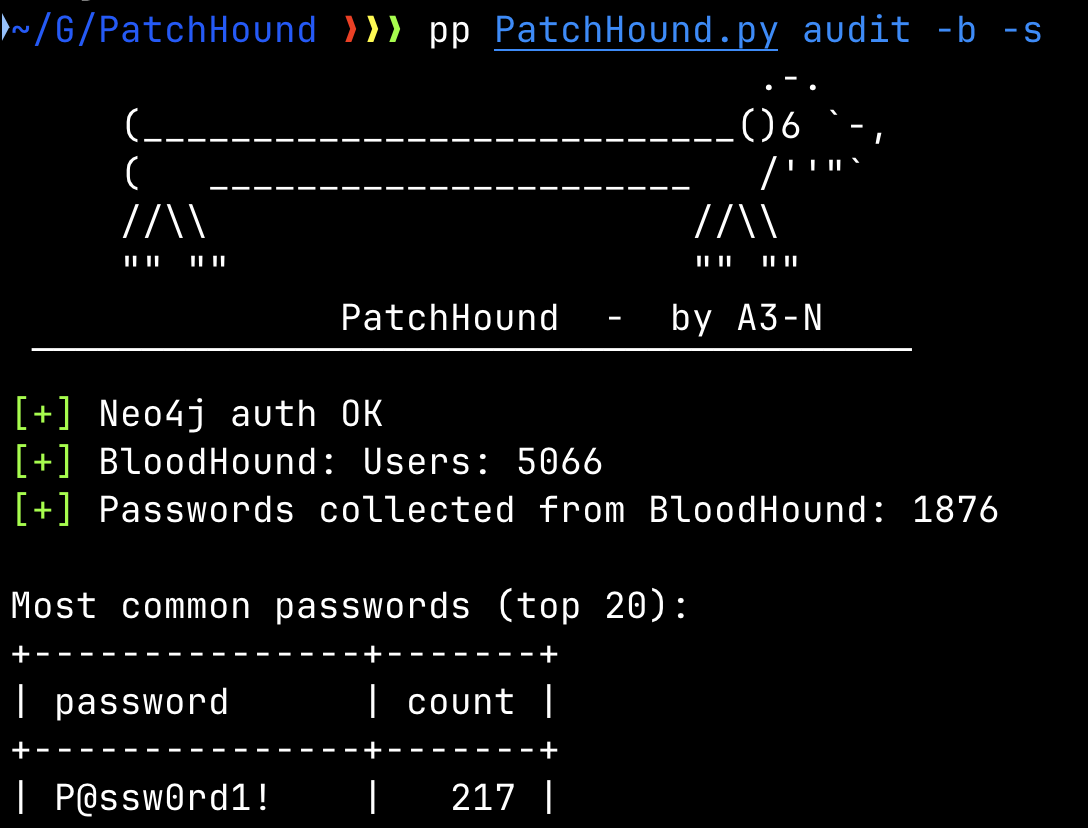 ~/G/PatchHound ❱❱❱ pp PatchHound.py audit -b -s
                                  .-.
     (___________________________()6 `-,
     (   ______________________   /''"`
     //\\                      //\\
     "" ""                     "" ""
               PatchHound  -  by A3-N
 ________________________________________
[+] Neo4j auth OK
[+] BloodHound: Users: 5066
[+] Passwords collected from BloodHound: 1876

Most common passwords (top 20):
+---------------+-------+
| password      | count |
+---------------+-------+
| P@ssw0rd1!    |   217 |